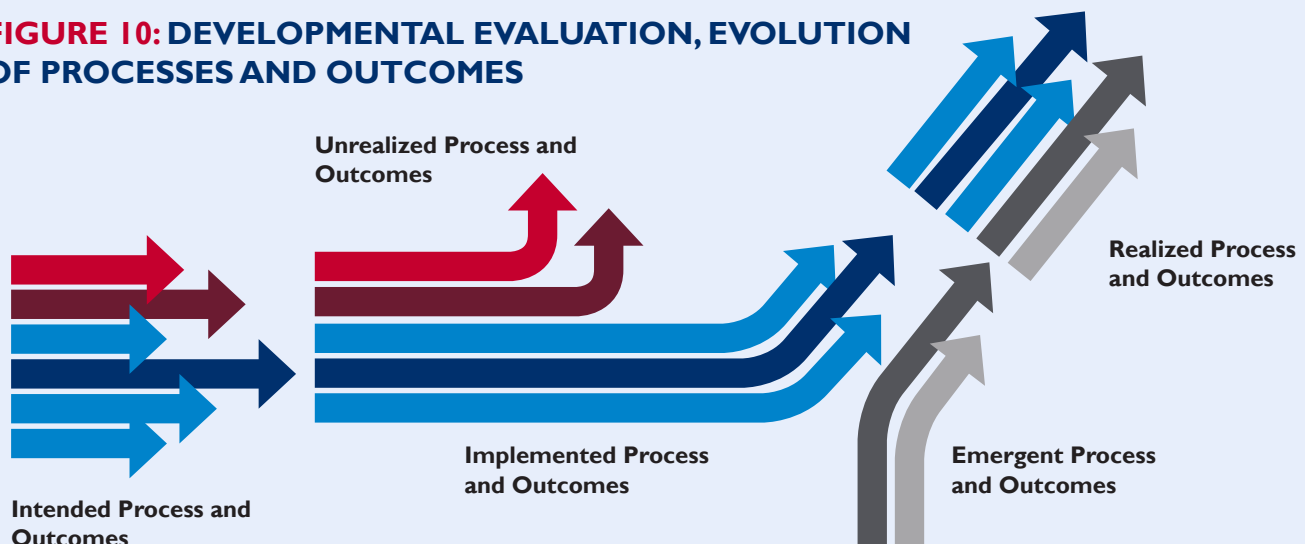 FIGURE 10: DEVELOPMENTAL EVALUATION, EVOLUTION
OF PROCESSES AND OUTCOMES
Unrealized Process and
Outcomes
Realized Process
and Outcomes
Implemented Process
and Outcomes
Emergent Process
and Outcomes
Intended Process and
Outcomes